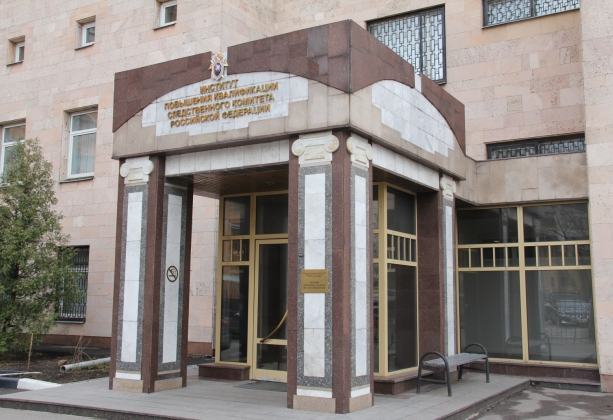 ИНСТИТУТ
ПОВЫШЕНИЯ КВАЛИФИКАЦИИ
СЛЕДСТВЕННОГО КОМИТЕТА
РОССИЙСКОЙ ФЕДЕРАЦИИ